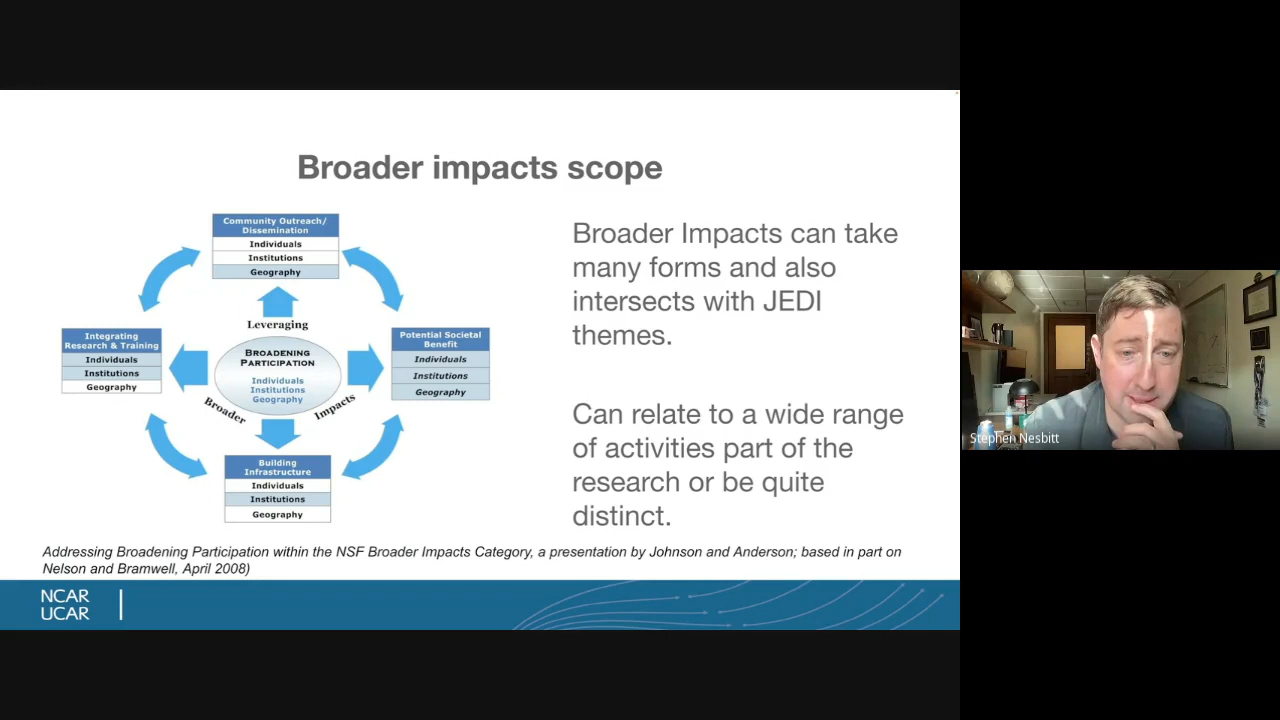 Broader impacts scope
Community Outreach/
Dissemination
Individuals
Institutions
Geography
Leveraging
Integrating
Research & Training
Individuals
Institutions
Geography
BROADENING
PARTICIPATION
Individuals
Institutions
Geography
Broader
Impacts
Potential Societal
Benefit
Individuals
Institutions
Geography
Building
Infrastructure
Individuals
Institutions
Geography
Broader Impacts can take
many forms and also
intersects with JEDI
themes.
Can relate to a wide range
of activities part of the
research or be quite
distinct.
Addressing Broadening Participation within the NSF Broader Impacts Category, a presentation by Johnson and Anderson; based in part on
Nelson and Bramwell, April 2008)
NCAR
UCAR
Stephen Nesbitt